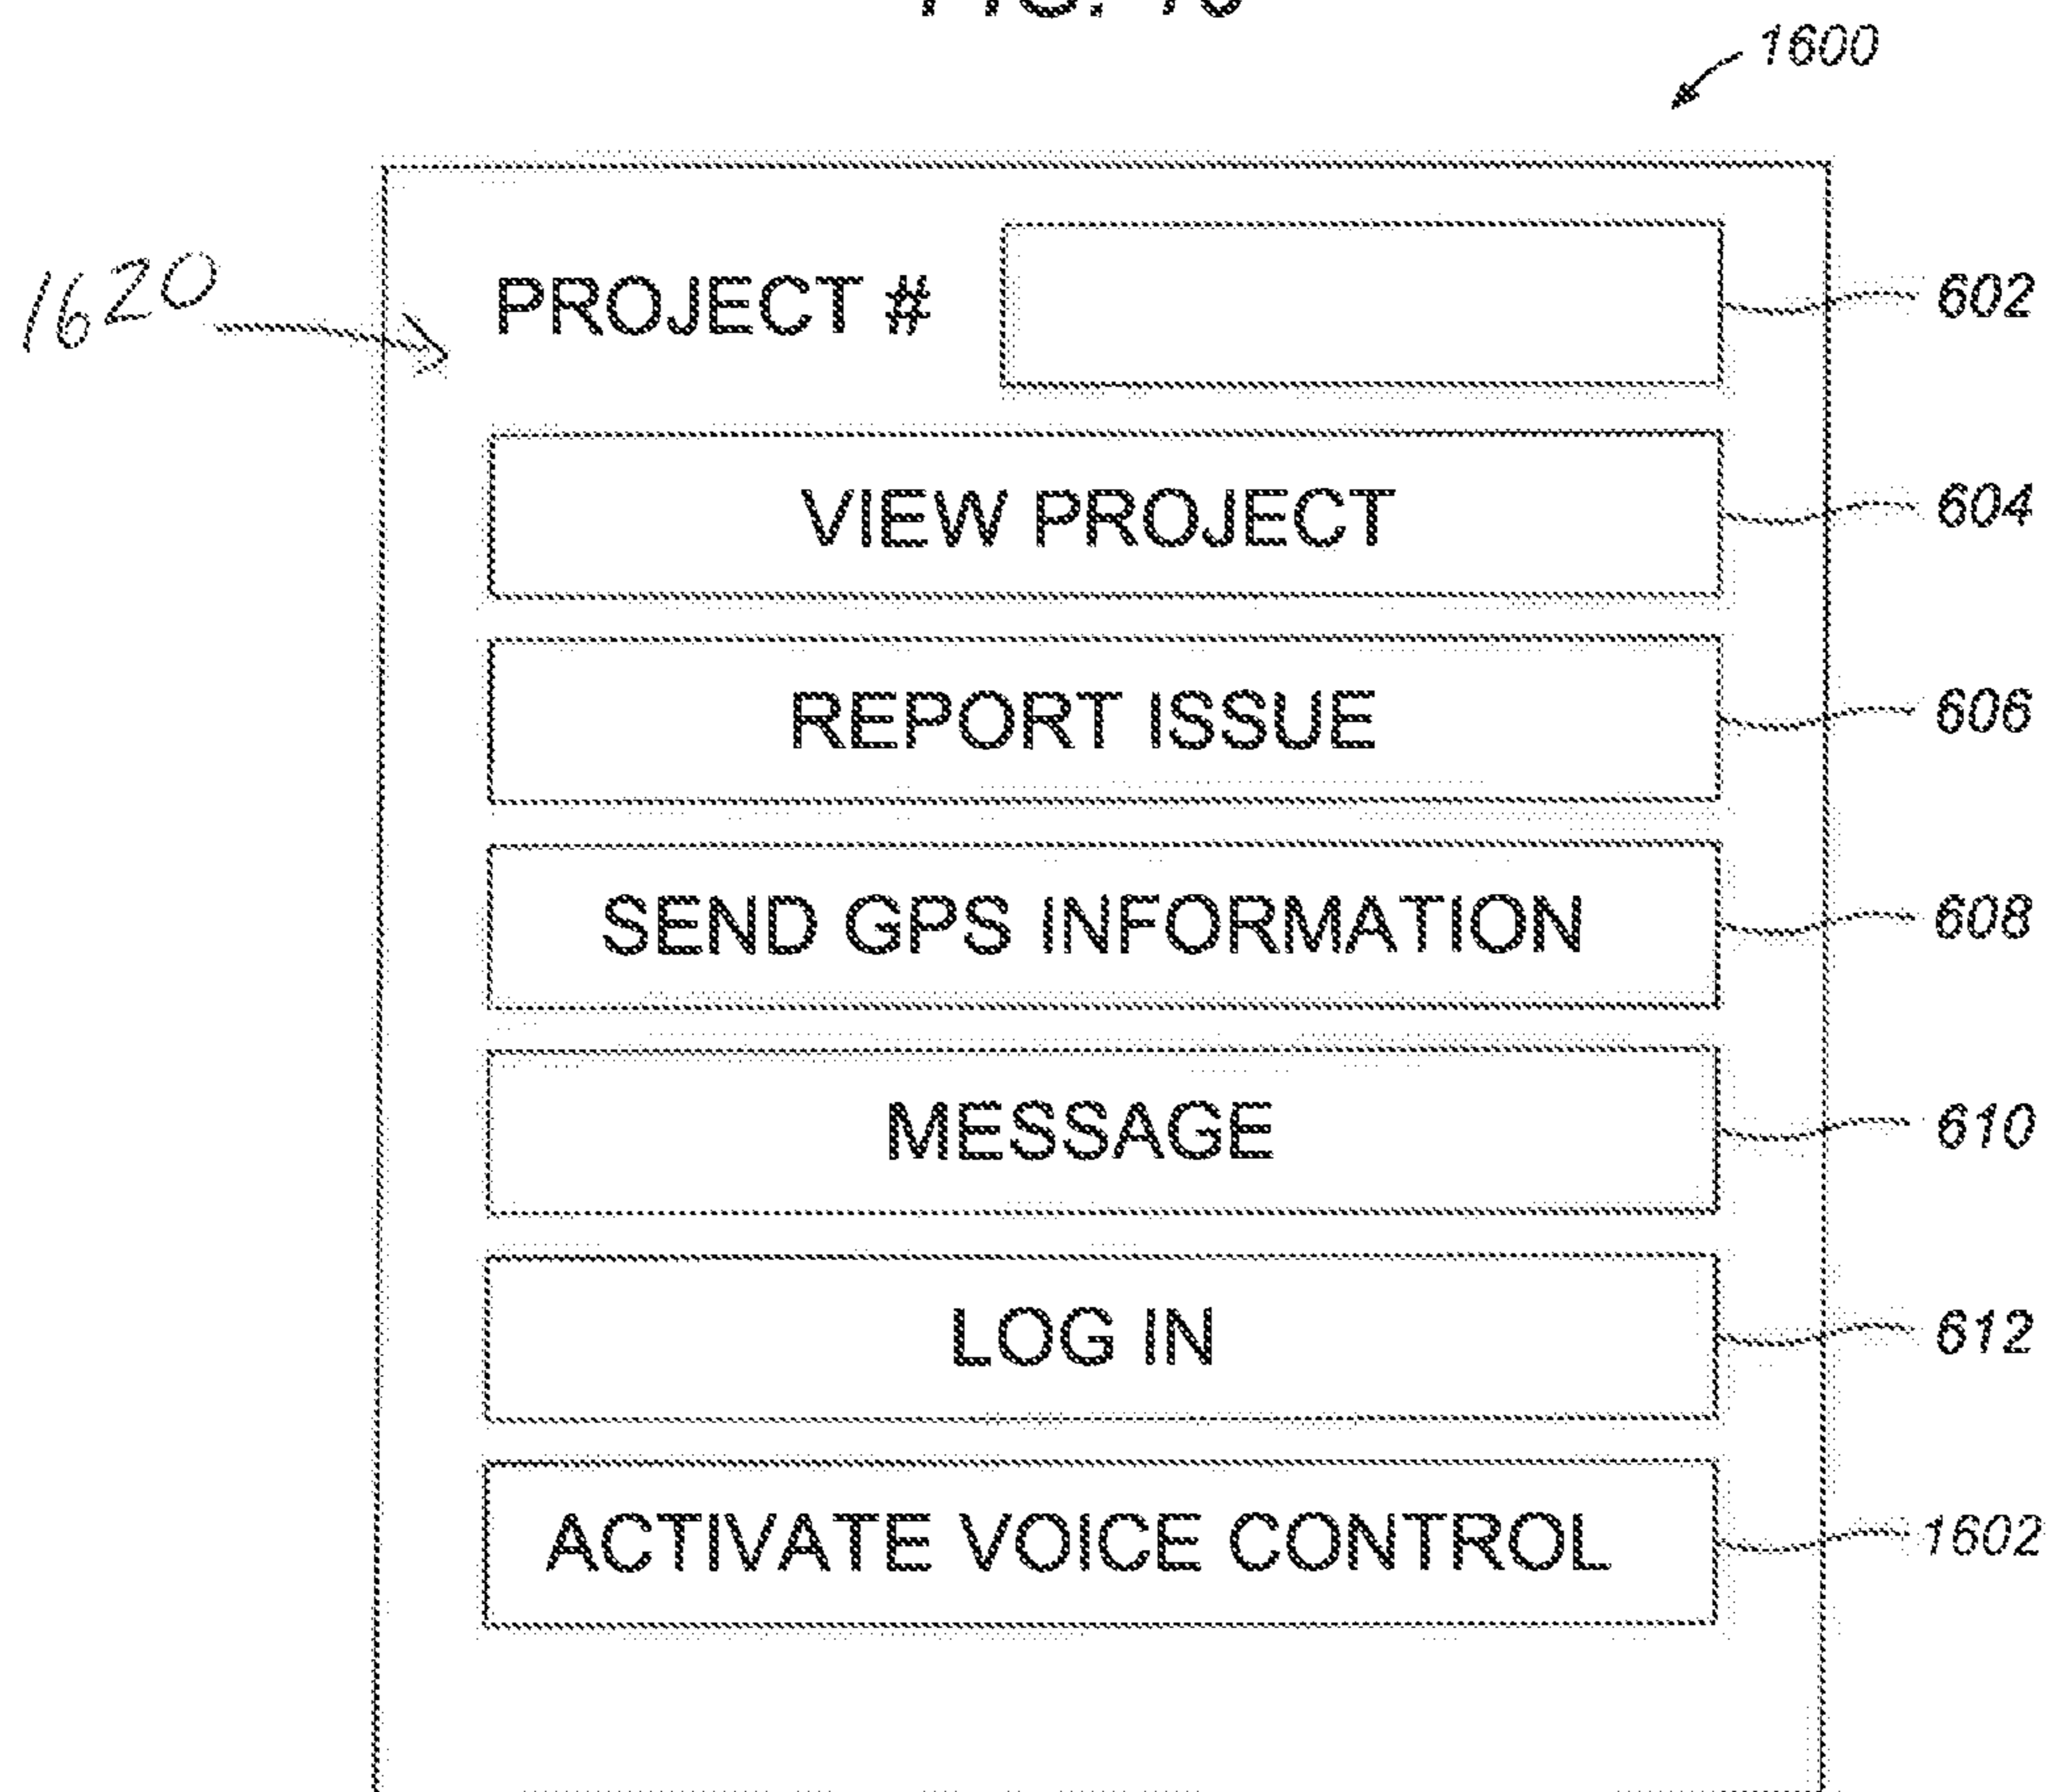 1600
1620
PROJECT #
602
VIEW PROJECT
604
REPORT ISSUE
606
SEND GPS INFORMATION
608
MESSAGE
610
LOG IN
612
ACTIVATE VOICE CONTROL
1602